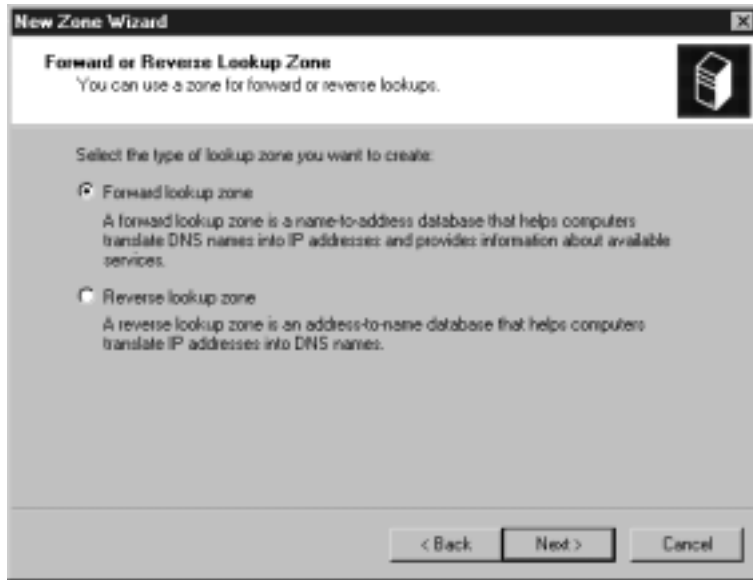 New Zone Wizard
Forward or Reverse Lookup Zone
You can use a zone for forward or reverse lookups.
Select the type of lookup zone you want to create:
Forward lookup zone
A forward lookup zone is a name-to-address database that helps computers
translate DNS names into IP addresses and provides information about available
services.
Reverse lookup zone
A reverse lookup zone is an address-to-name database that helps computers
translate IP addresses into DNS names.
< Back
Next >
Cancel